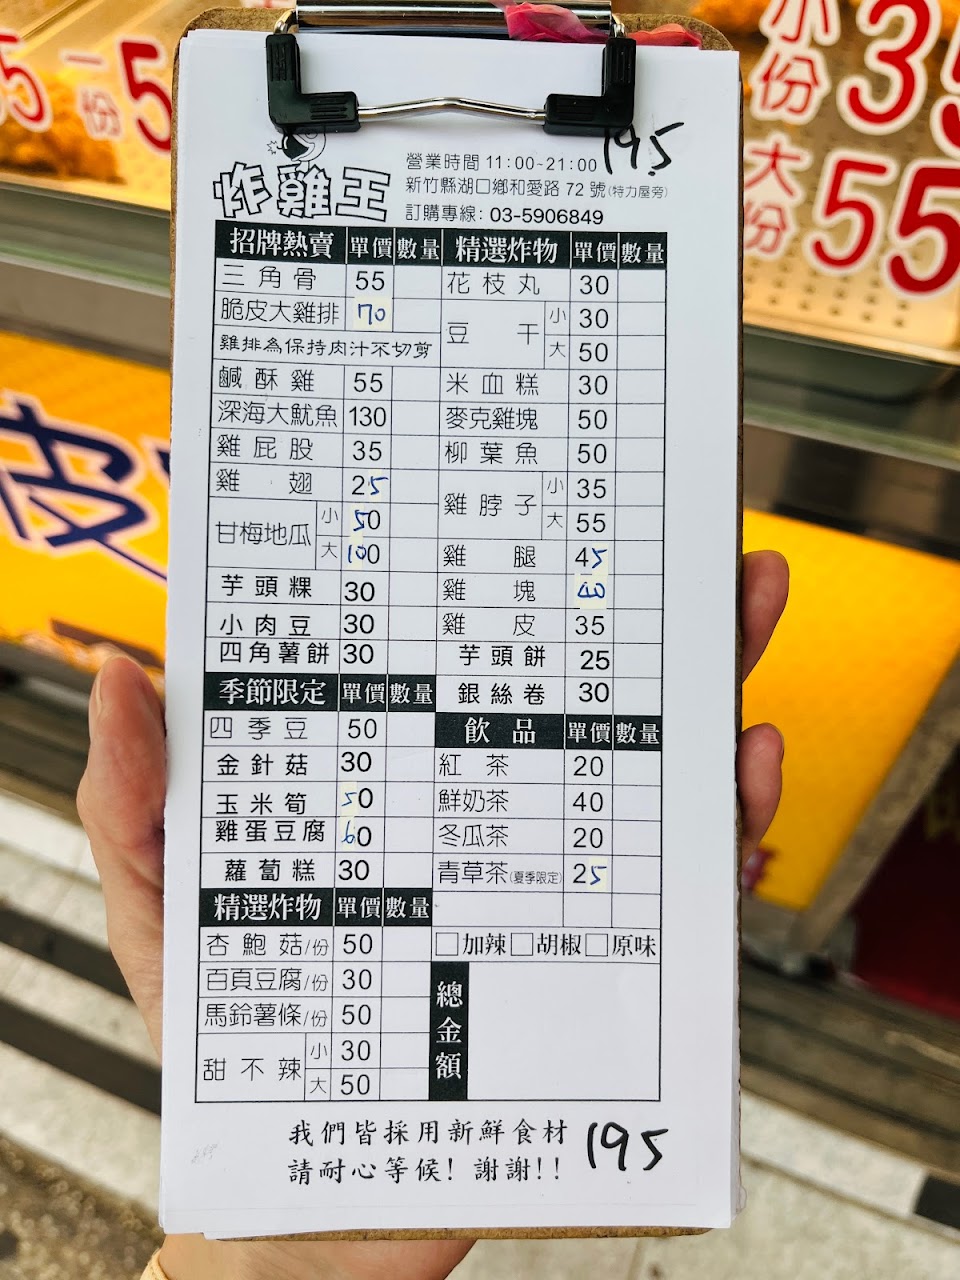 小份 35
大份 55
一份 5
195
炸雞王
營業時間 11:00~21:00
新竹縣湖口鄉和愛路 72 號(特力屋旁)
訂購專線: 03-5906849
招牌熱賣 單價 數量
三角骨 55
脆皮大雞排 70
雞排為保持肉汁不切剪
鹹酥雞 55
深海大魷魚 130
雞屁股 35
雞翅 25
甘梅地瓜 小 50
大 100
芋頭粿 30
小肉豆 30
四角薯餅 30
季節限定 單價 數量
四季豆 50
金針菇 30
玉米筍 50
雞蛋豆腐 60
蘿蔔糕 30
精選炸物 單價 數量
杏鮑菇/份 50
百頁豆腐/份 30
馬鈴薯條/份 50
甜不辣 小 30
大 50
精選炸物 單價 數量
花枝丸 30
豆干 小 30
大 50
米血糕 30
麥克雞塊 50
柳葉魚 50
雞脖子 小 35
大 55
雞腿 45
雞塊
雞皮 35
芋頭餅 25
銀絲卷 30
飲品 單價 數量
紅茶 20
鮮奶茶 40
冬瓜茶 20
青草茶(夏季限定) 25
□加辣□胡椒□原味
總金額
我們皆採用新鮮食材
請耐心等候! 謝謝!!
195
皮